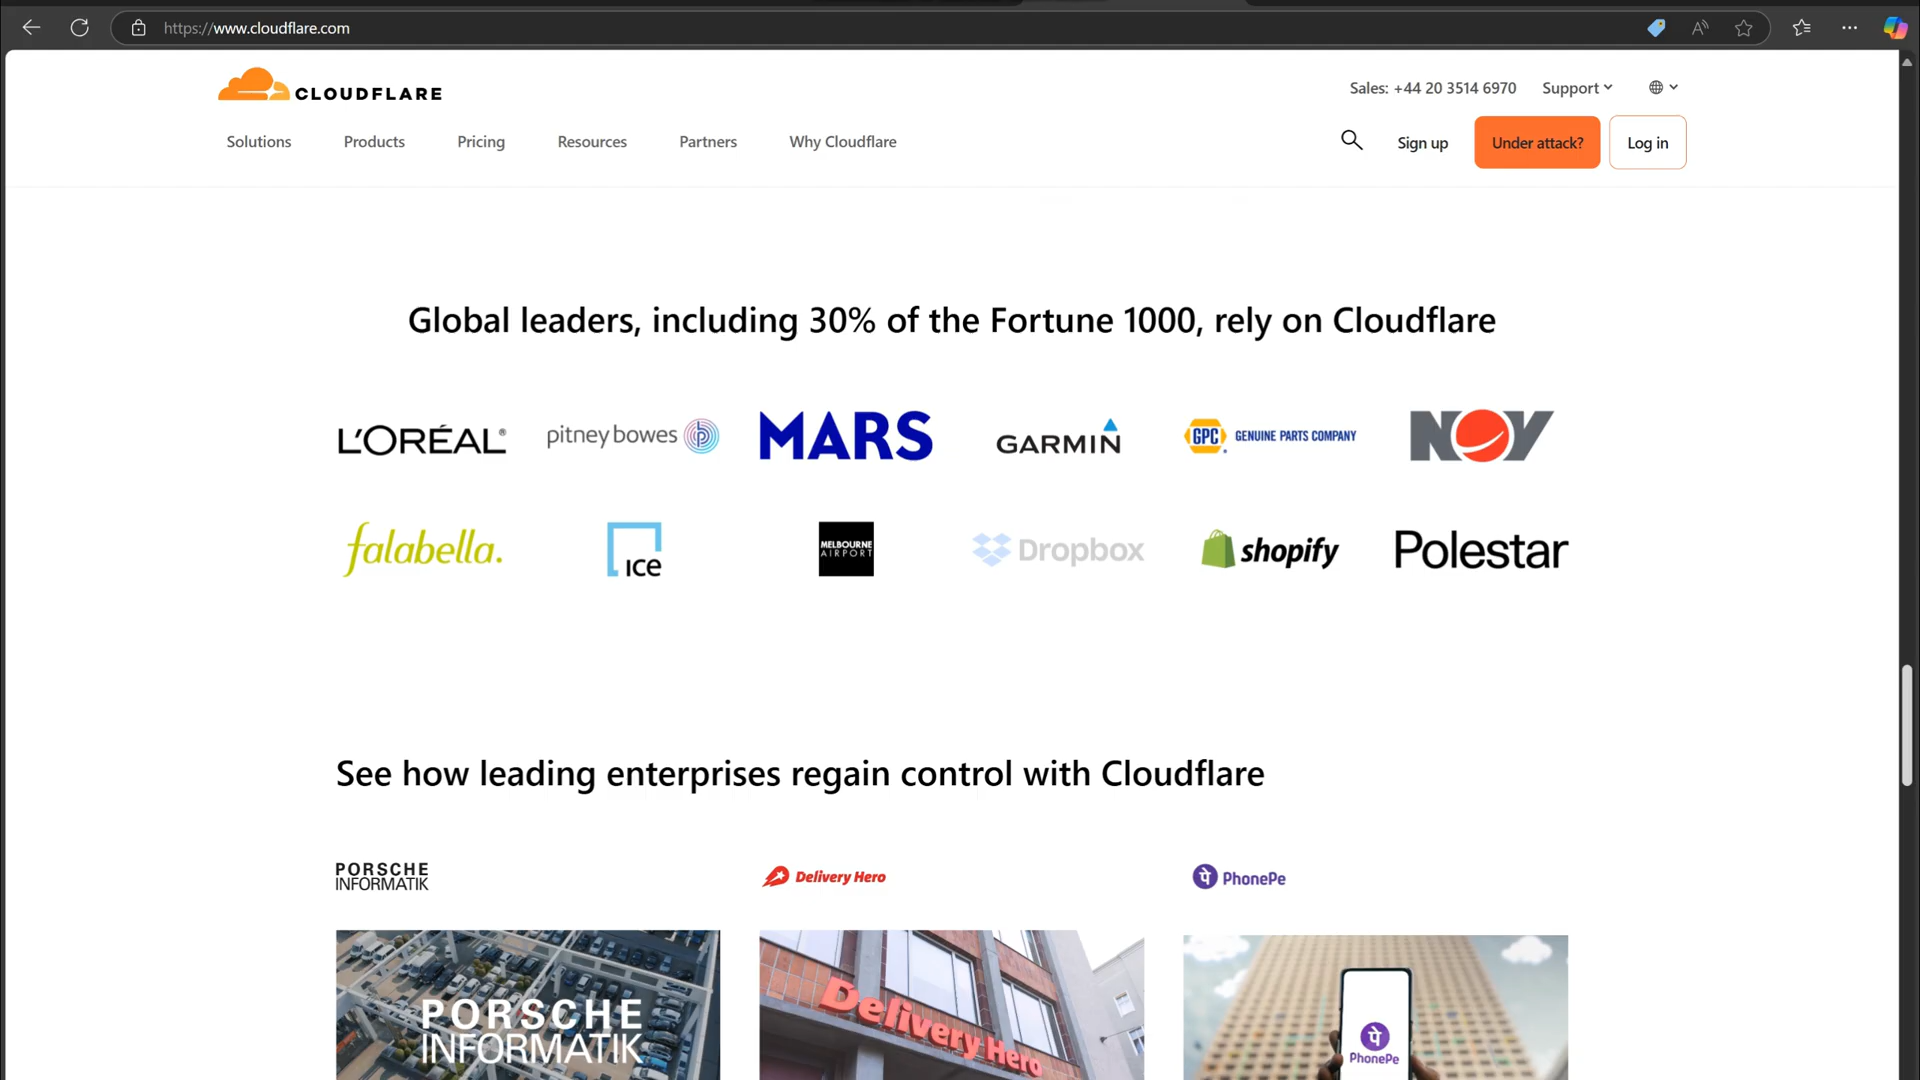 https://www.cloudflare.com
CLOUDFLARE
Sales: +44 20 3514 6970 Support
Solutions Products Pricing Resources Partners Why Cloudflare Sign up Under attack? Log in
Global leaders, including 30% of the Fortune 1000, rely on Cloudflare
L'ORÉAL® pitney bowes MARS GARMIN GPC GENUINE PARTS COMPANY NOV
falabella. ICE MELBOURNE AIRPORT Dropbox shopify Polestar
See how leading enterprises regain control with Cloudflare
PORSCHE INFORMATIK Delivery Hero पे PhonePe
PORSCHE INFORMATIK Delivery Hero पे PhonePe